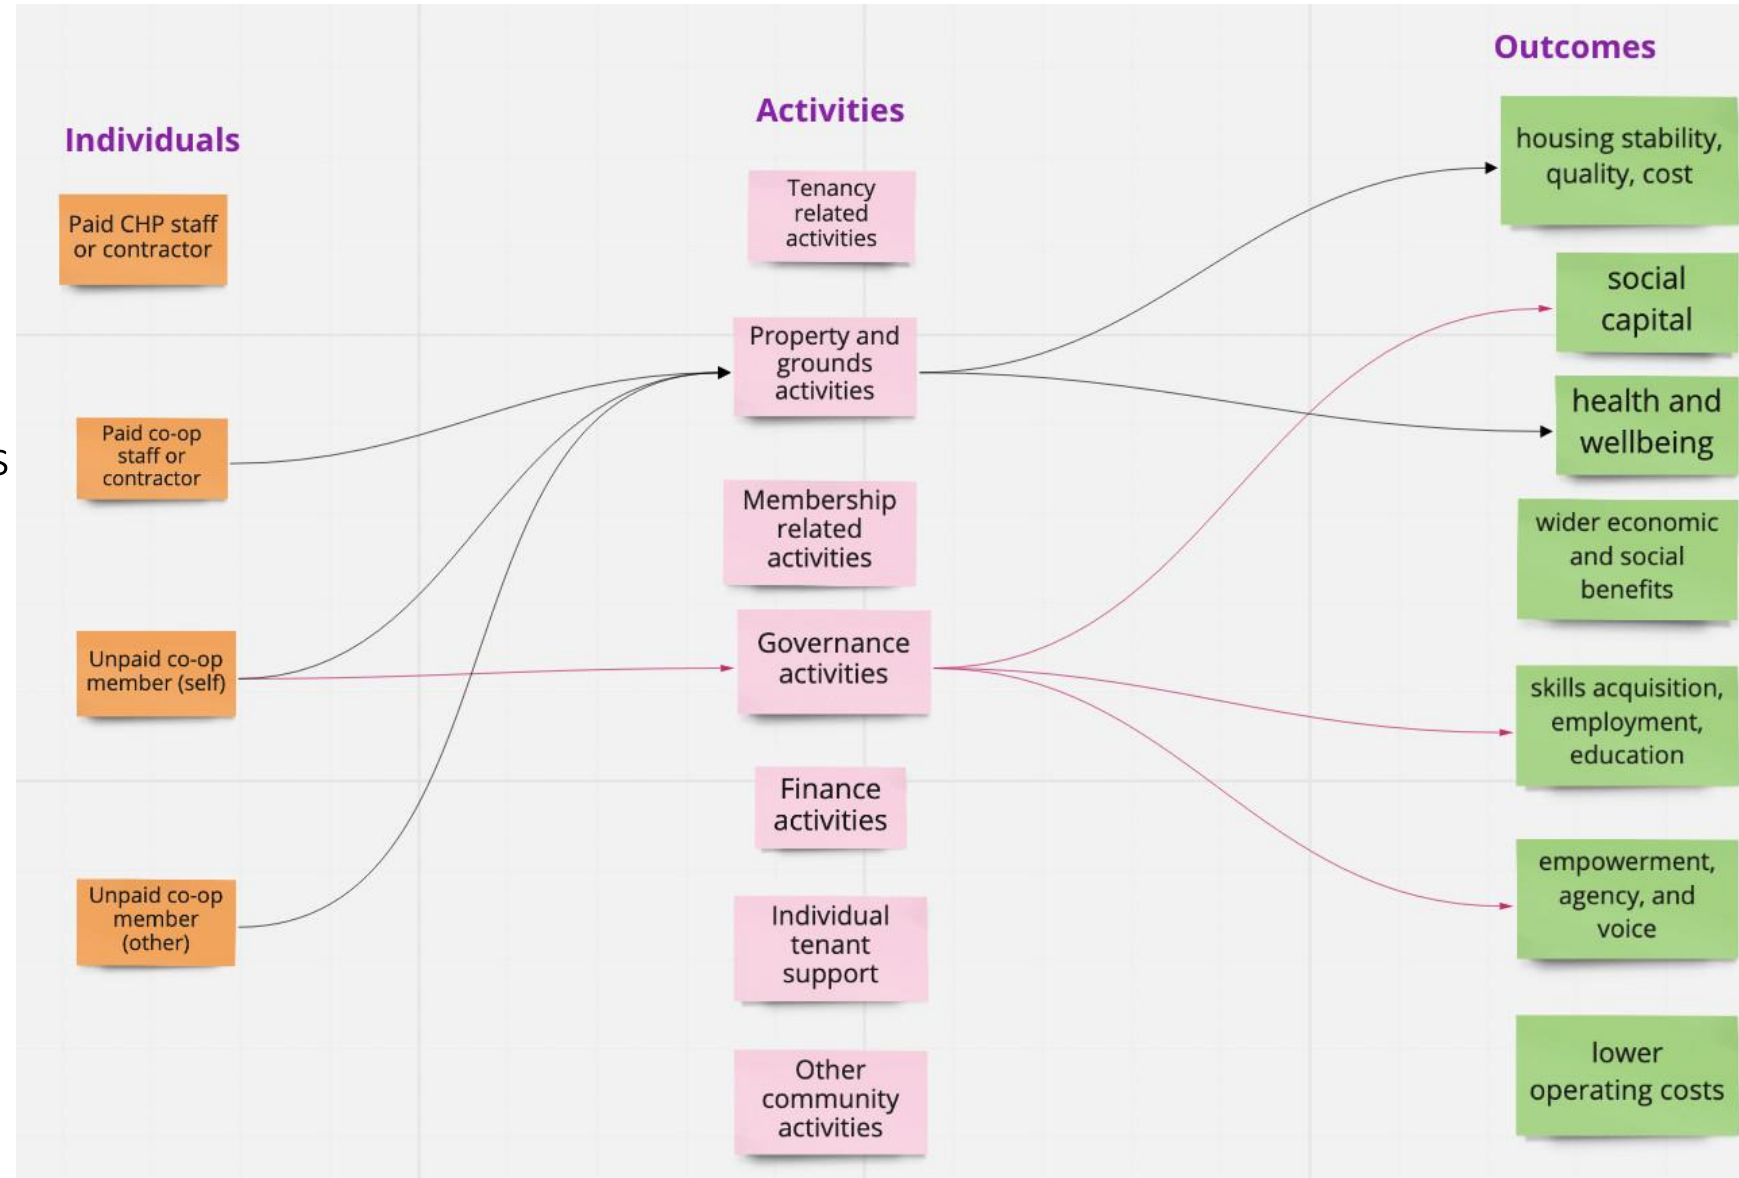 Individuals
Paid CHP staff
or contractor
Paid co-op
staff or
contractor
Unpaid co-op
member (self)
Unpaid co-op
member
(other)
Activities
Tenancy
related
activities
Property and
grounds
activities
Membership
related
activities
Governance
activities
Finance
activities
Individual
tenant
support
Other
community
activities
Outcomes
housing stability,
quality, cost
social
capital
health and
wellbeing
wider economic
and social
benefits
skills acquisition,
employment,
education
empowerment,
agency, and
voice
lower
operating costs